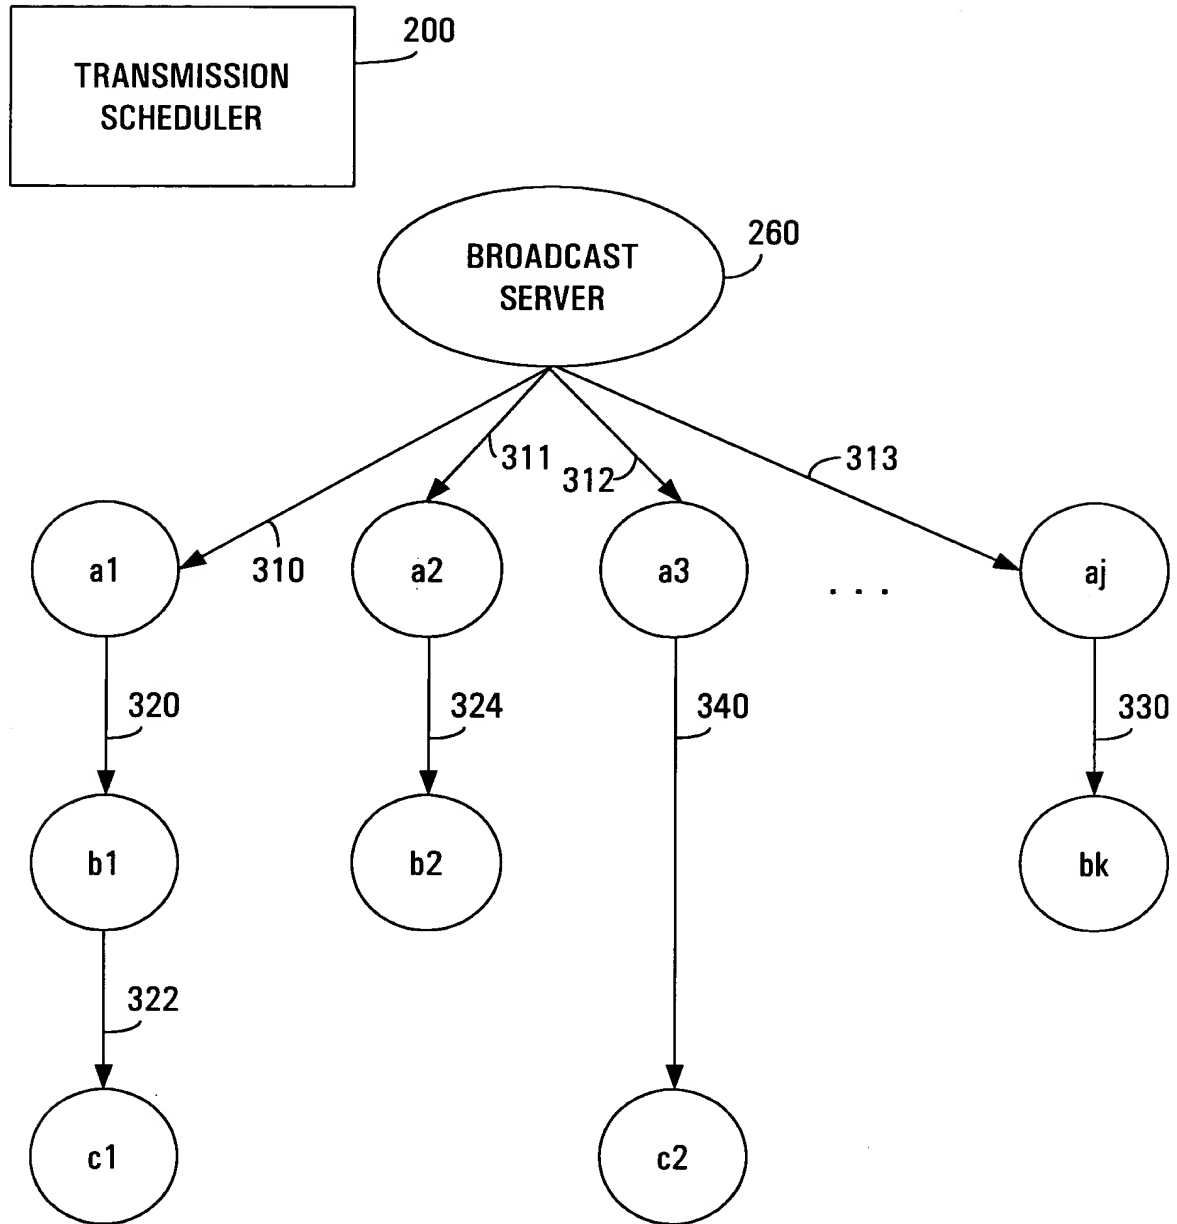 200
TRANSMISSION
SCHEDULER
260
BROADCAST
SERVER
311
312
313
310
a1
a2
a3
. . .
aj
320
324
340
330
b1
b2
bk
322
c1
c2